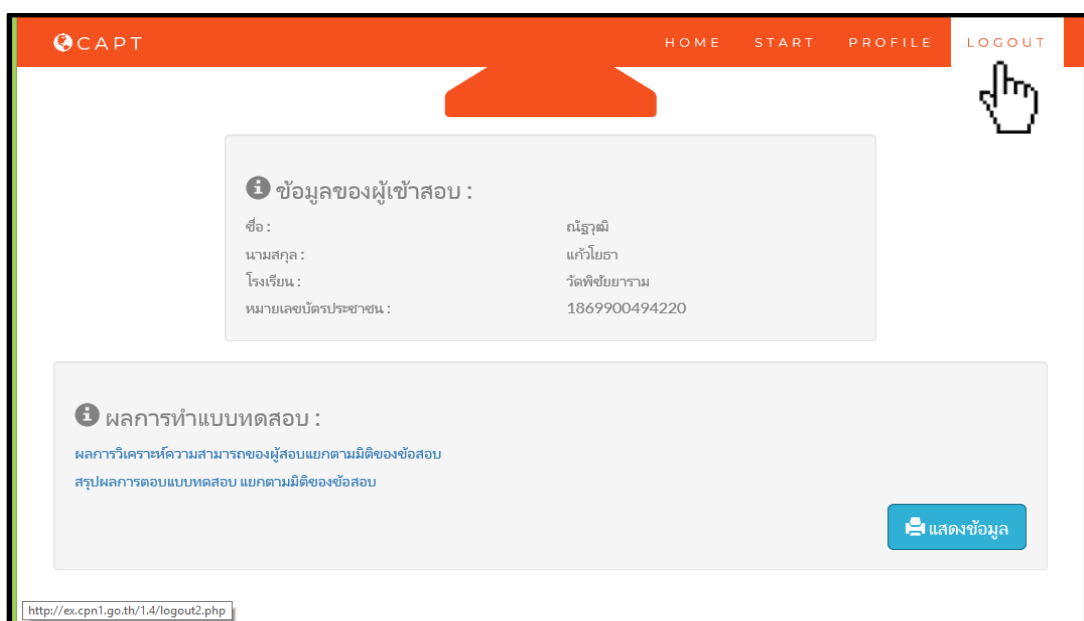 CAPT HOME START PROFILE LOGOUT
ข้อมูลของผู้เข้าสอบ :
ชื่อ : ณัฐวุฒิ
นามสกุล : แก้วโยธา
โรงเรียน : วัดพิชัยยาราม
หมายเลขบัตรประชาชน : 1869900494220
ผลการทำแบบทดสอบ :
ผลการวิเคราะห์ความสามารถของผู้สอบแยกตามมิติของข้อสอบ
สรุปผลการตอบแบบทดสอบ แยกตามมิติของข้อสอบ
แสดงข้อมูล
http://ex.cpn1.go.th/1.4/logout2.php